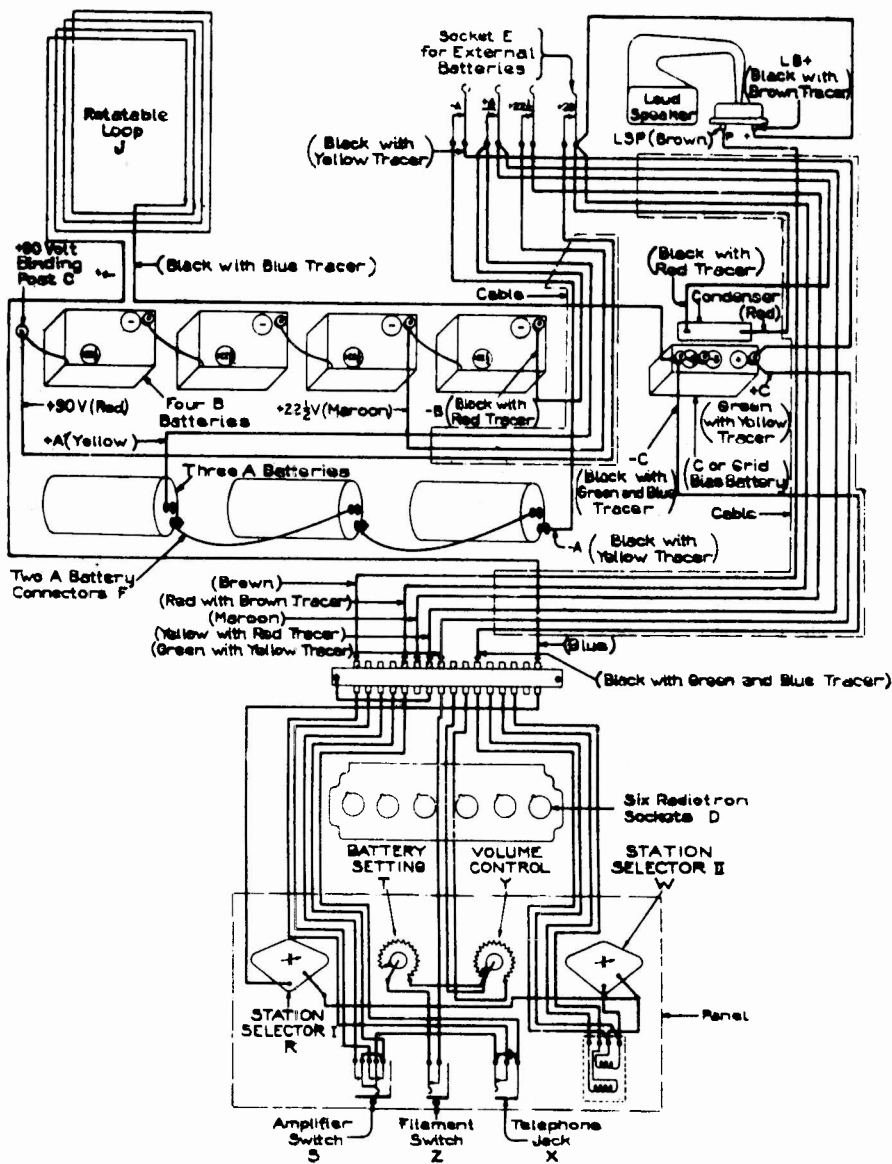 Socket E
for External
Batteries
Rotatable
Loop
J
Loud
Speaker
LB+
(Black with
Brown Tracer)
LSP (Brown)
P +
-A
+22½
(Black with
Yellow Tracer)
+90 Volt
Binding
Post C
(Black with Blue Tracer)
(Black with
Red Tracer)
Cable
Condenser
(Red)
+90V (Red)
Four B
Batteries
+22½V (Maroon)
-B (Black with
Red Tracer)
+C
(Green
with Yellow
Tracer)
+A (Yellow)
-C
(Black with
Green and Blue
Tracer)
(C or Grid
Bias Battery)
Three A Batteries
Cable
-A (Black with
Yellow Tracer)
Two A Battery
Connectors F
(Brown)
(Red with Brown Tracer)
(Maroon)
(Yellow with Red Tracer)
(Green with Yellow Tracer)
(Blue)
(Black with Green and Blue Tracer)
Six Radiotron
Sockets D
BATTERY
SETTING
T
VOLUME
CONTROL
Y
STATION
SELECTOR II
W
STATION
SELECTOR I
R
Panel
Amplifier
Switch
S
Filament
Switch
Z
Telephone
Jack
X